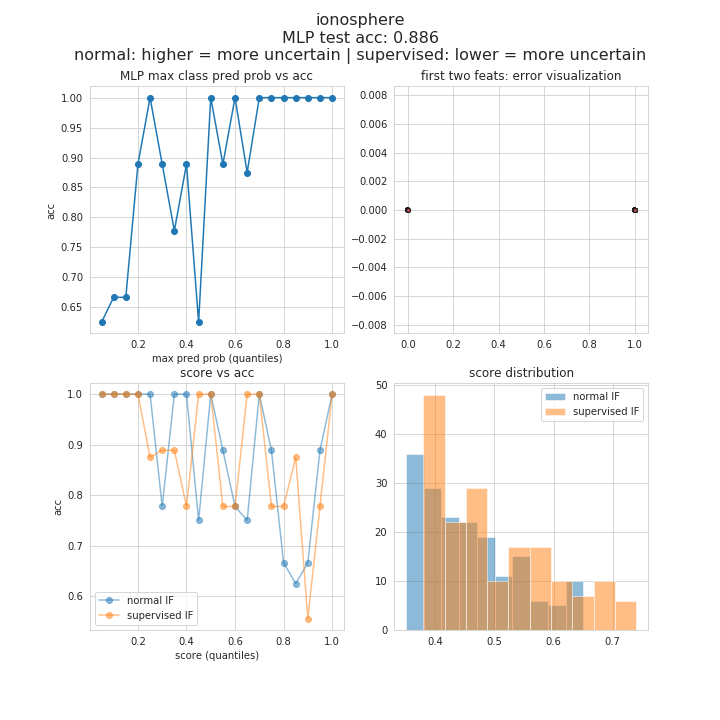 ionosphere
MLP test acc: 0.886
normal: higher = more uncertain | supervised: lower = more uncertain
MLP max class pred prob vs acc
1.00
0.95
0.90
0.85
0.80
0.75
0.70
0.65
acc
0.2 0.4 0.6 0.8 1.0
max pred prob (quantiles)
first two feats: error visualization
0.008
0.006
0.004
0.002
0.000
−0.002
−0.004
−0.006
−0.008
0.0 0.2 0.4 0.6 0.8 1.0
score vs acc
1.0
0.9
0.8
0.7
0.6
acc
normal IF
supervised IF
0.2 0.4 0.6 0.8 1.0
score (quantiles)
score distribution
50
40
30
20
10
0
normal IF
supervised IF
0.4 0.5 0.6 0.7